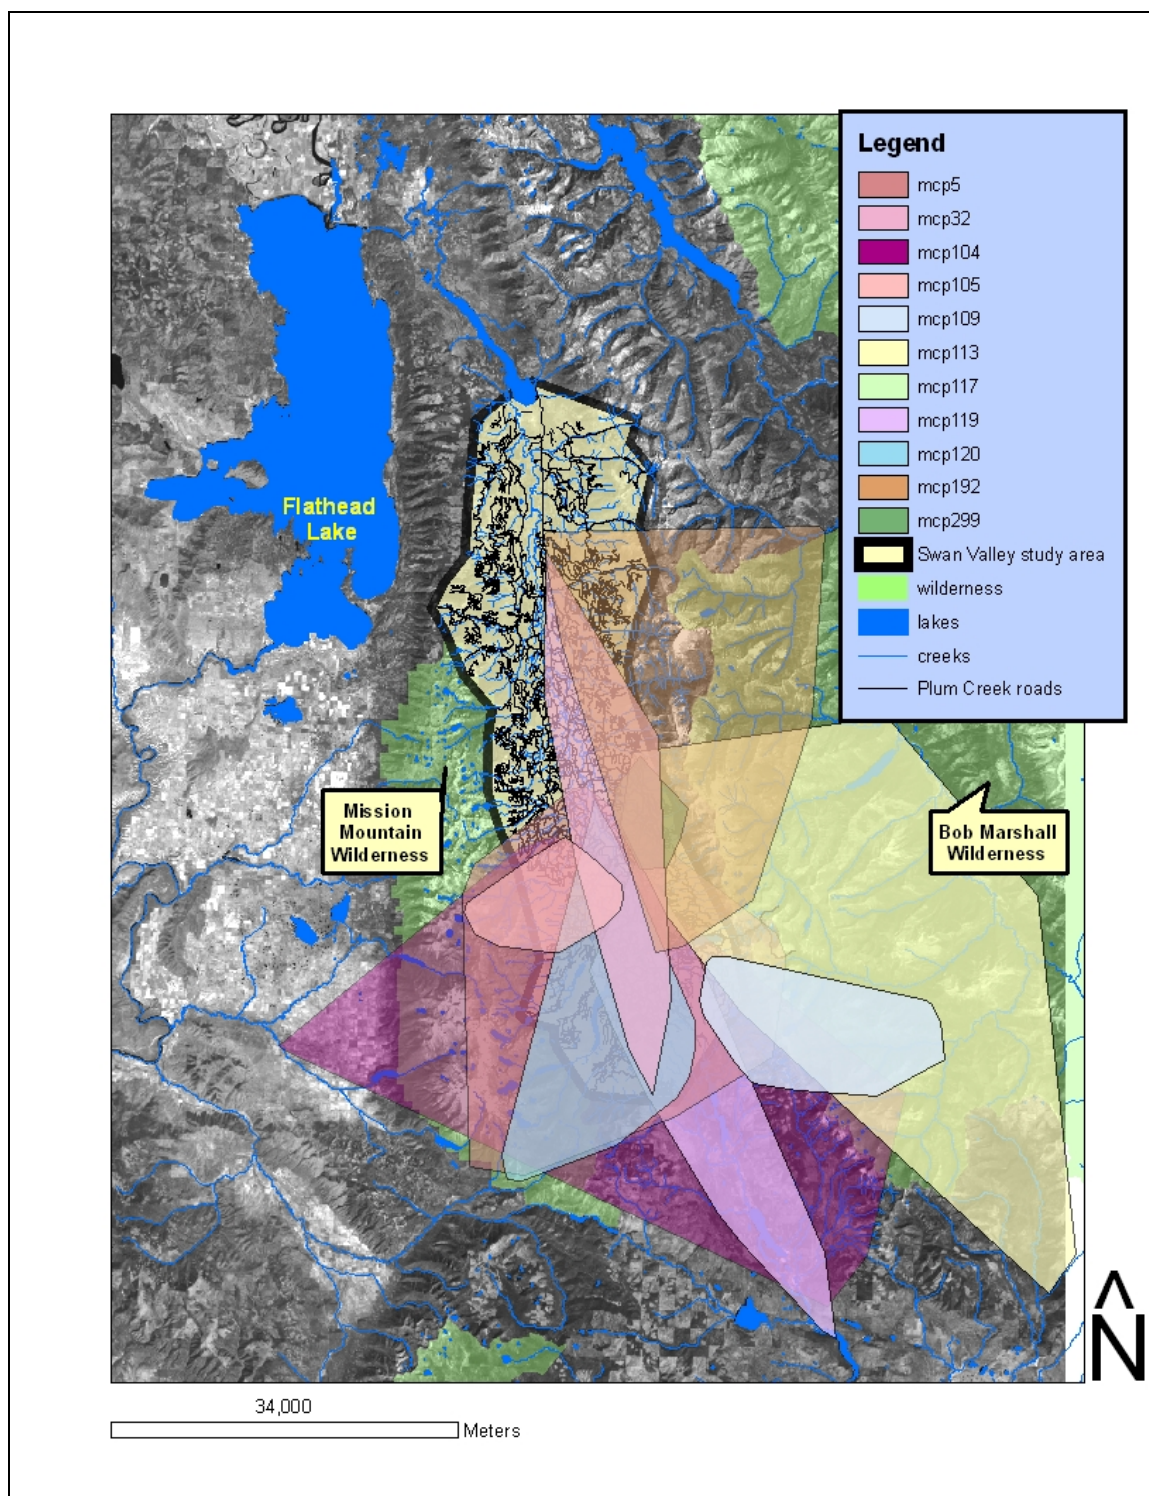 Legend
mcp5
mcp32
mcp104
mcp105
mcp109
mcp113
mcp117
mcp119
mcp120
mcp192
mcp299
Swan Valley study area
wilderness
lakes
creeks
Plum Creek roads
Flathead
Lake
Mission
Mountain
Wilderness
Bob Marshall
Wilderness
N
34,000
Meters